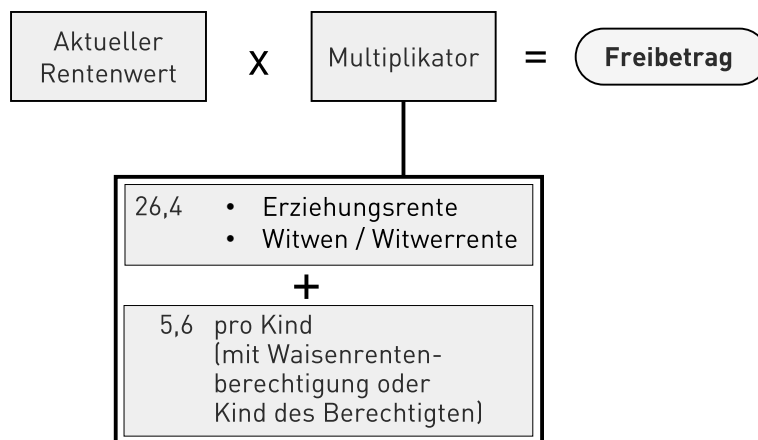 Aktueller
Rentenwert
x
Multiplikator
=
Freibetrag
26,4 • Erziehungsrente
• Witwen / Witwerrente
+
5,6 pro Kind
(mit Waisenrenten-
berechtigung oder
Kind des Berechtigten)